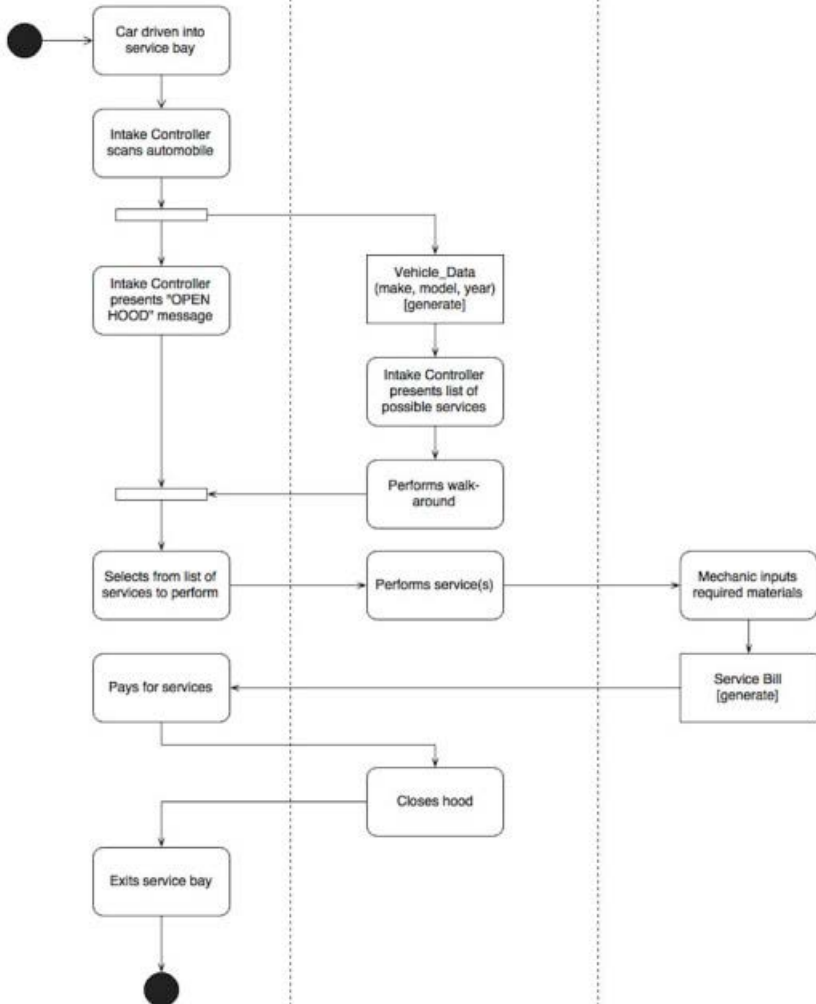 Car driven into
service bay
Intake Controller
scans automobile
Intake Controller
presents "OPEN
HOOD" message
Vehicle_Data
(make, model, year)
[generate]
Intake Controller
presents list of
possible services
Performs walk-
around
Selects from list of
services to perform
Performs service(s)
Mechanic inputs
required materials
Service Bill
[generate]
Pays for services
Closes hood
Exits service bay